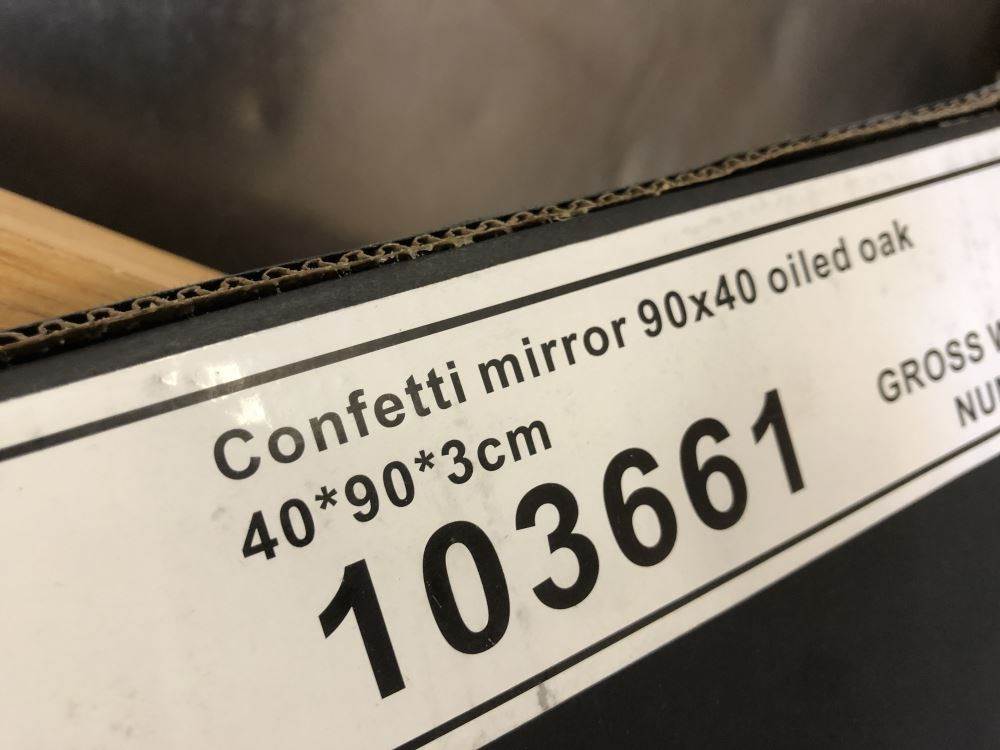 Confetti mirror 90x40 oiled oak
40*90*3cm
103661
GROSS